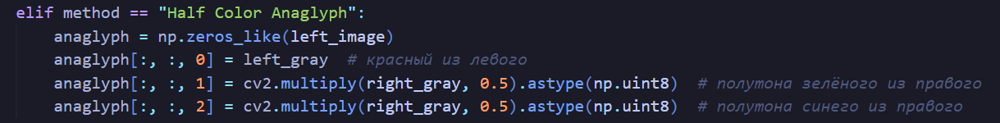 elif method == "Half Color Anaglyph":
    anaglyph = np.zeros_like(left_image)
    anaglyph[:, :, 0] = left_gray  # красный из левого
    anaglyph[:, :, 1] = cv2.multiply(right_gray, 0.5).astype(np.uint8)  # полутона зелёного из правого
    anaglyph[:, :, 2] = cv2.multiply(right_gray, 0.5).astype(np.uint8)  # полутона синего из правого